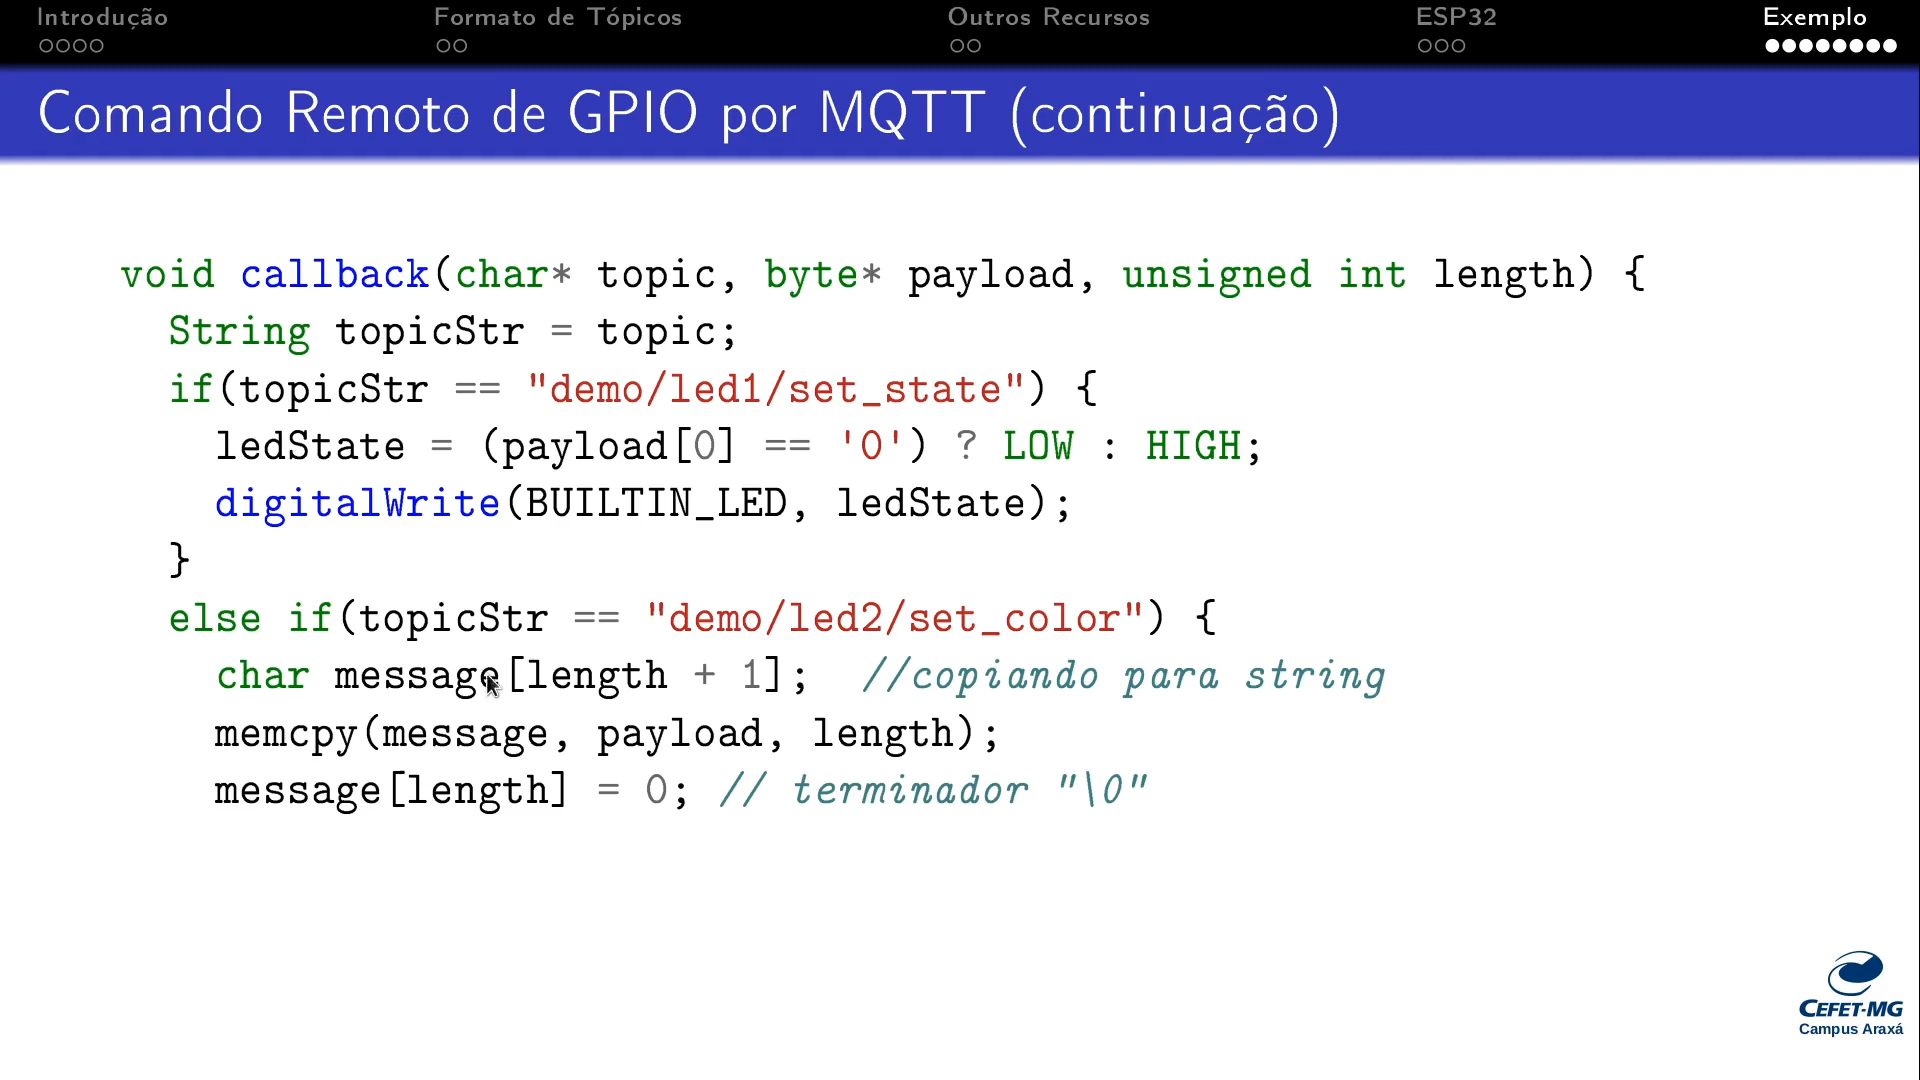 Introdução
Formato de Tópicos
Outros Recursos
ESP32
Exemplo
Comando Remoto de GPIO por MQTT (continuação)
void callback(char* topic, byte* payload, unsigned int length) {
String topicStr = topic;
if(topicStr == "demo/led1/set_state") {
ledState = (payload[0] == '0') ? LOW : HIGH;
digitalWrite(BUILTIN_LED, ledState);
}
else if(topicStr == "demo/led2/set_color") {
char message[length + 1];  //copiando para string
memcpy(message, payload, length);
message[length] = 0; // terminador "\0"
CEFET-MG
Campus Araxá